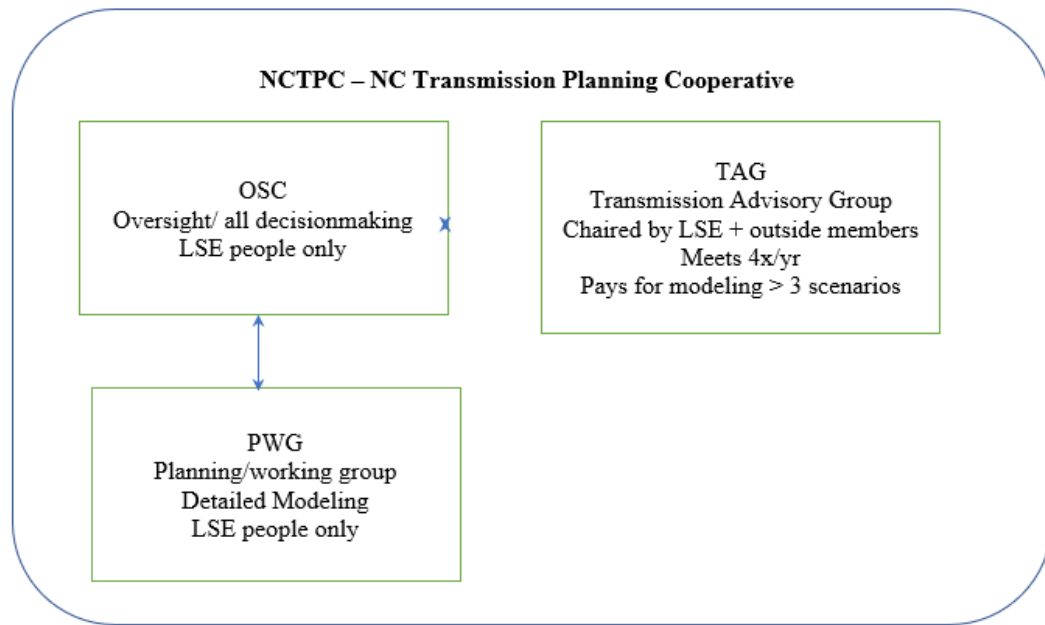 NCTPC – NC Transmission Planning Cooperative
OSC
Oversight/ all decisionmaking
LSE people only
TAG
Transmission Advisory Group
Chaired by LSE + outside members
Meets 4x/yr
Pays for modeling > 3 scenarios
PWG
Planning/working group
Detailed Modeling
LSE people only